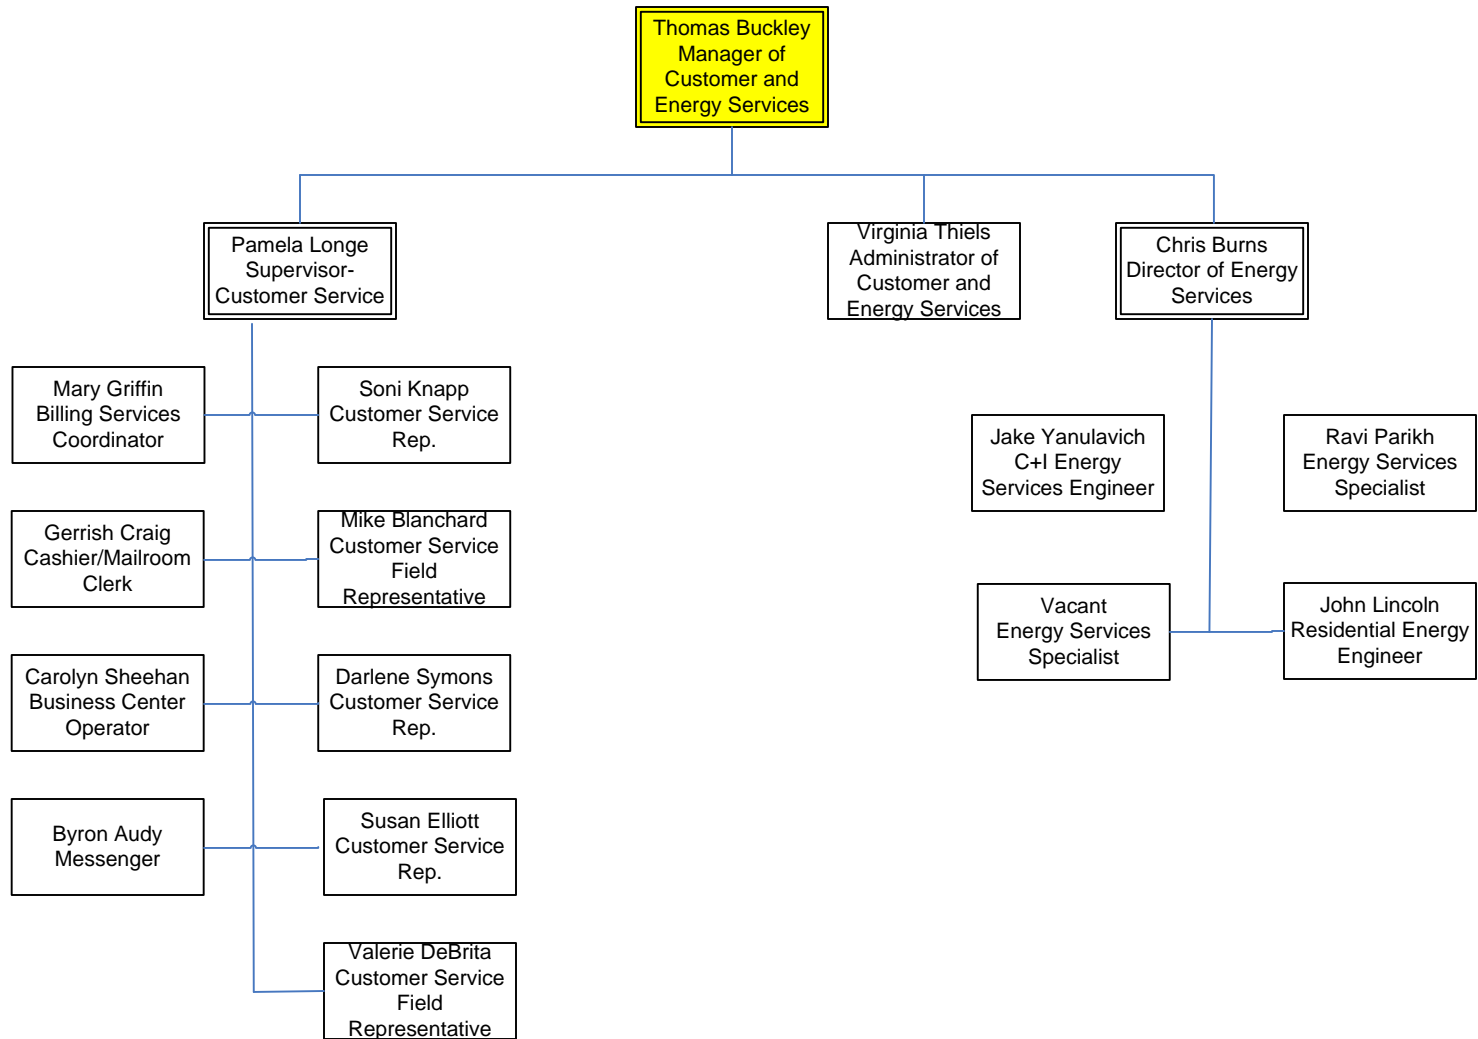 Thomas Buckley
Manager of
Customer and
Energy Services
Pamela Longe
Supervisor-
Customer Service
Virginia Thiels
Administrator of
Customer and
Energy Services
Chris Burns
Director of Energy
Services
Mary Griffin
Billing Services
Coordinator
Soni Knapp
Customer Service
Rep.
Jake Yanulavich
C+I Energy
Services Engineer
Ravi Parikh
Energy Services
Specialist
Gerrish Craig
Cashier/Mailroom
Clerk
Mike Blanchard
Customer Service
Field
Representative
Vacant
Energy Services
Specialist
John Lincoln
Residential Energy
Engineer
Carolyn Sheehan
Business Center
Operator
Darlene Symons
Customer Service
Rep.
Byron Audy
Messenger
Susan Elliott
Customer Service
Rep.
Valerie DeBrita
Customer Service
Field
Representative